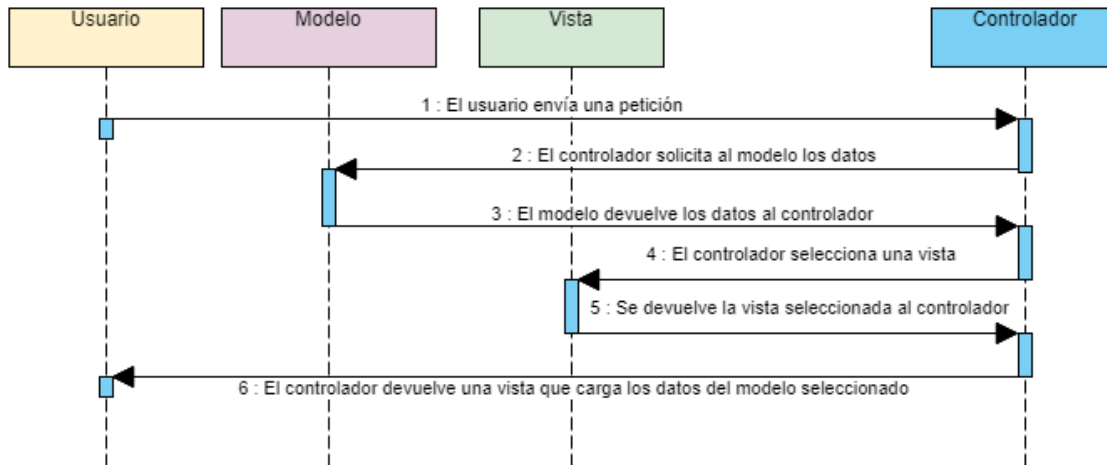 Usuario
Modelo
Vista
Controlador
1 : El usuario envía una petición
2 : El controlador solicita al modelo los datos
3 : El modelo devuelve los datos al controlador
4 : El controlador selecciona una vista
5 : Se devuelve la vista seleccionada al controlador
6 : El controlador devuelve una vista que carga los datos del modelo seleccionado